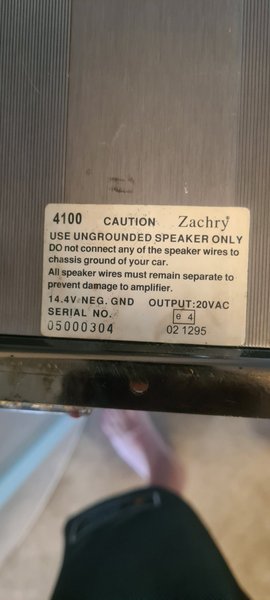 4100 CAUTION Zachry
USE UNGROUNDED SPEAKER ONLY
DO not connect any of the speaker wires to
chassis ground of your car.
All speaker wires must remain separate to
prevent damage to amplifier.
14.4V NEG. GND OUTPUT:20VAC
SERIAL NO. e 4
05000304 02 1295